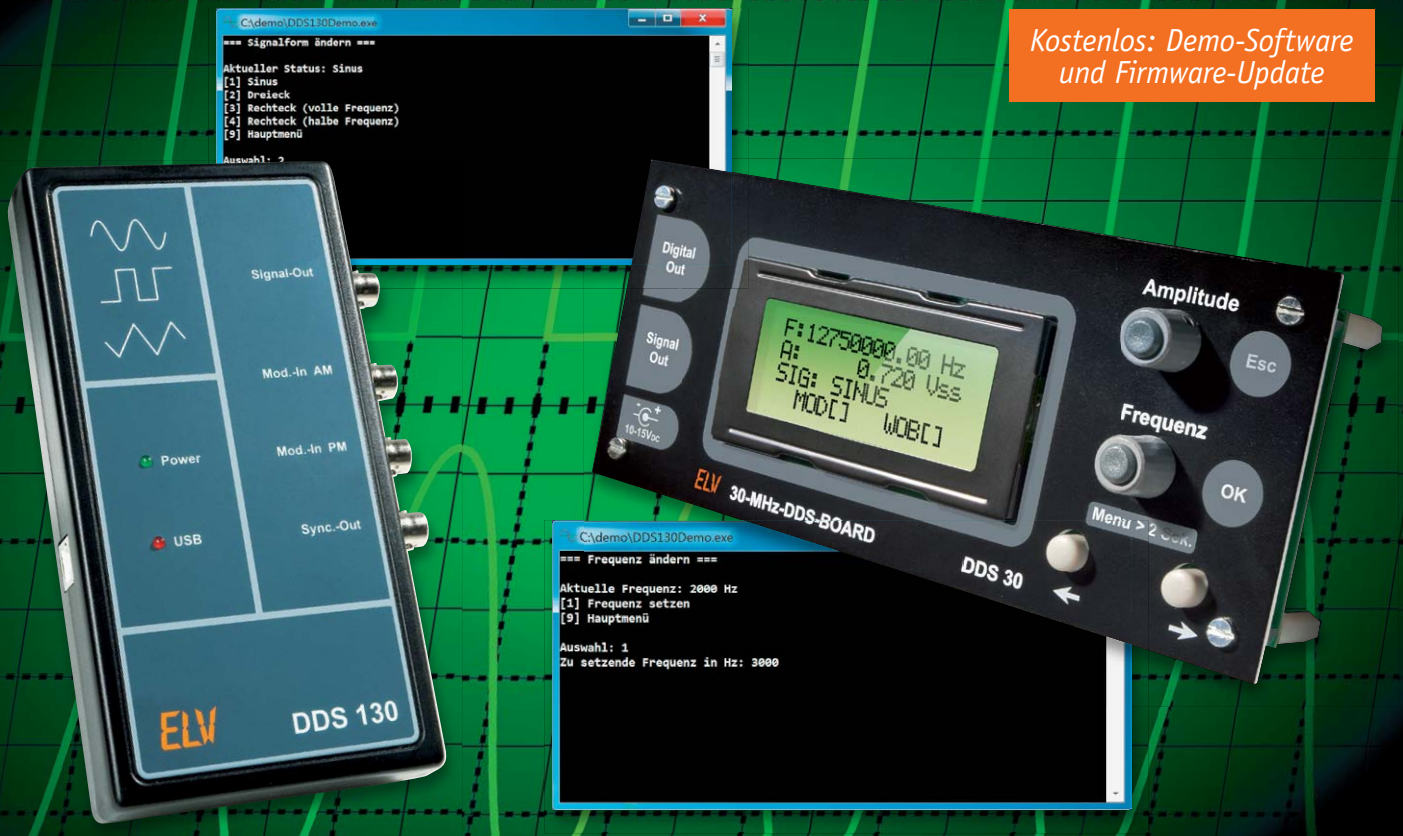 C:\demo\DDS130Demo.exe
=== Signalform ändern ===
Aktueller Status: Sinus
[1] Sinus
[2] Dreieck
[3] Rechteck (volle Frequenz)
[4] Rechteck (halbe Frequenz)
[9] Hauptmenü
Auswahl: 2
Kostenlos: Demo-Software
und Firmware-Update
Signal-Out
Mod.-In AM
Mod.-In PM
Sync.-Out
Power
USB
ELV
DDS 130
Digital
Out
Signal
Out
10-15VDC
F:12750000.00 Hz
A: 0.720 Vss
SIG: SINUS
MOD[] WOB[]
Amplitude
Esc
Frequenz
OK
Menu > 2 Sek.
ELV 30-MHz-DDS-BOARD
DDS 30
C:\demo\DDS130Demo.exe
=== Frequenz ändern ===
Aktuelle Frequenz: 2000 Hz
[1] Frequenz setzen
[9] Hauptmenü
Auswahl: 1
Zu setzende Frequenz in Hz: 3000